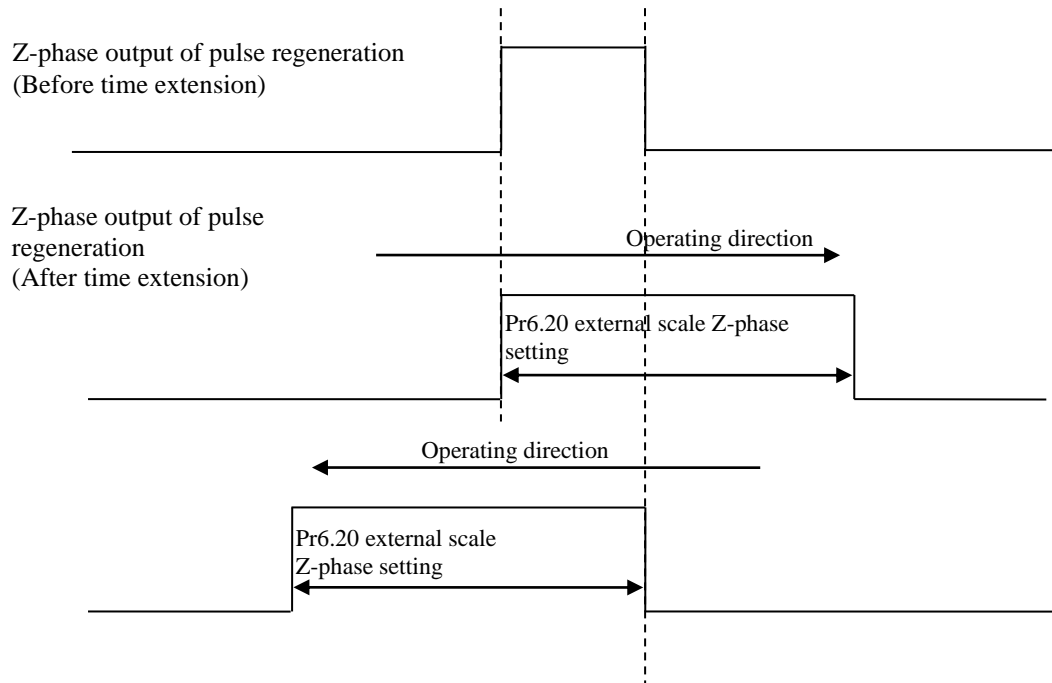 Z-phase output of pulse regeneration
(Before time extension)
Z-phase output of pulse
regeneration
(After time extension)
Operating direction
Pr6.20 external scale Z-phase
setting
Operating direction
Pr6.20 external scale
Z-phase setting